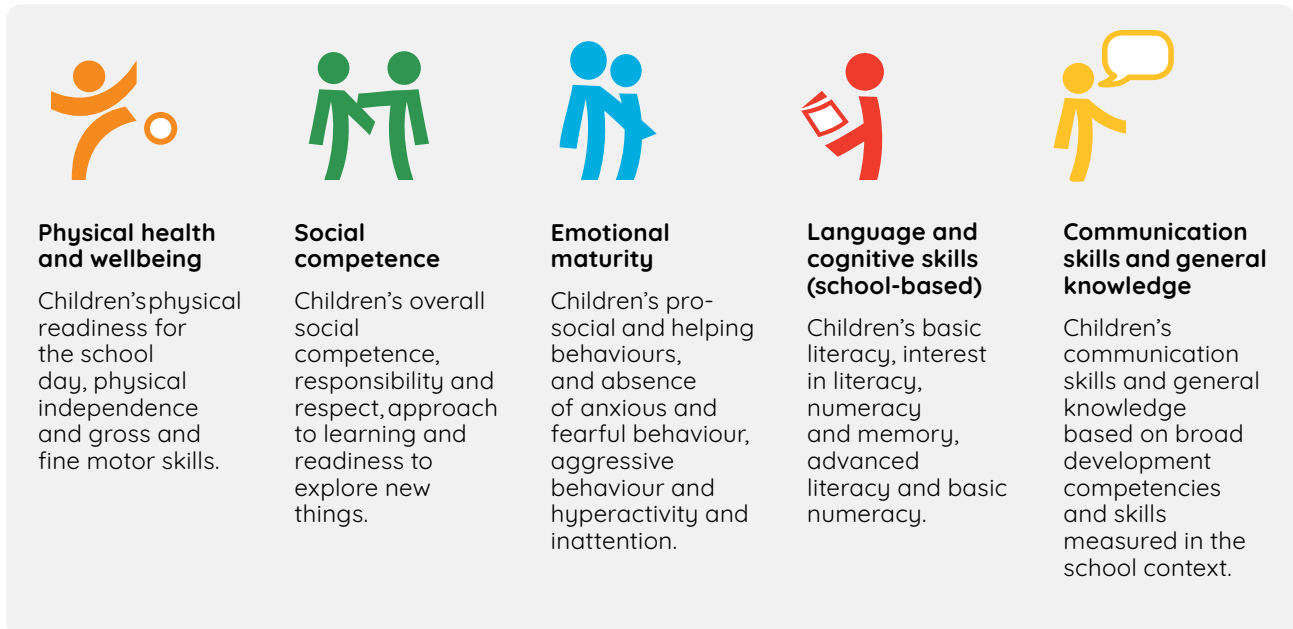 Physical health
and wellbeing
Children's physical
readiness for
the school
day, physical
independence
and gross and
fine motor skills.
Social
competence
Children's overall
social
competence,
responsibility and
respect, approach
to learning and
readiness to
explore new
things.
Emotional
maturity
Children's pro-
social and helping
behaviours,
and absence
of anxious and
fearful behaviour,
aggressive
behaviour and
hyperactivity and
inattention.
Language and
cognitive skills
(school-based)
Children's basic
literacy, interest
in literacy,
numeracy
and memory,
advanced
literacy and basic
numeracy.
Communication
skills and general
knowledge
Children's
communication
skills and general
knowledge
based on broad
development
competencies
and skills
measured in the
school context.